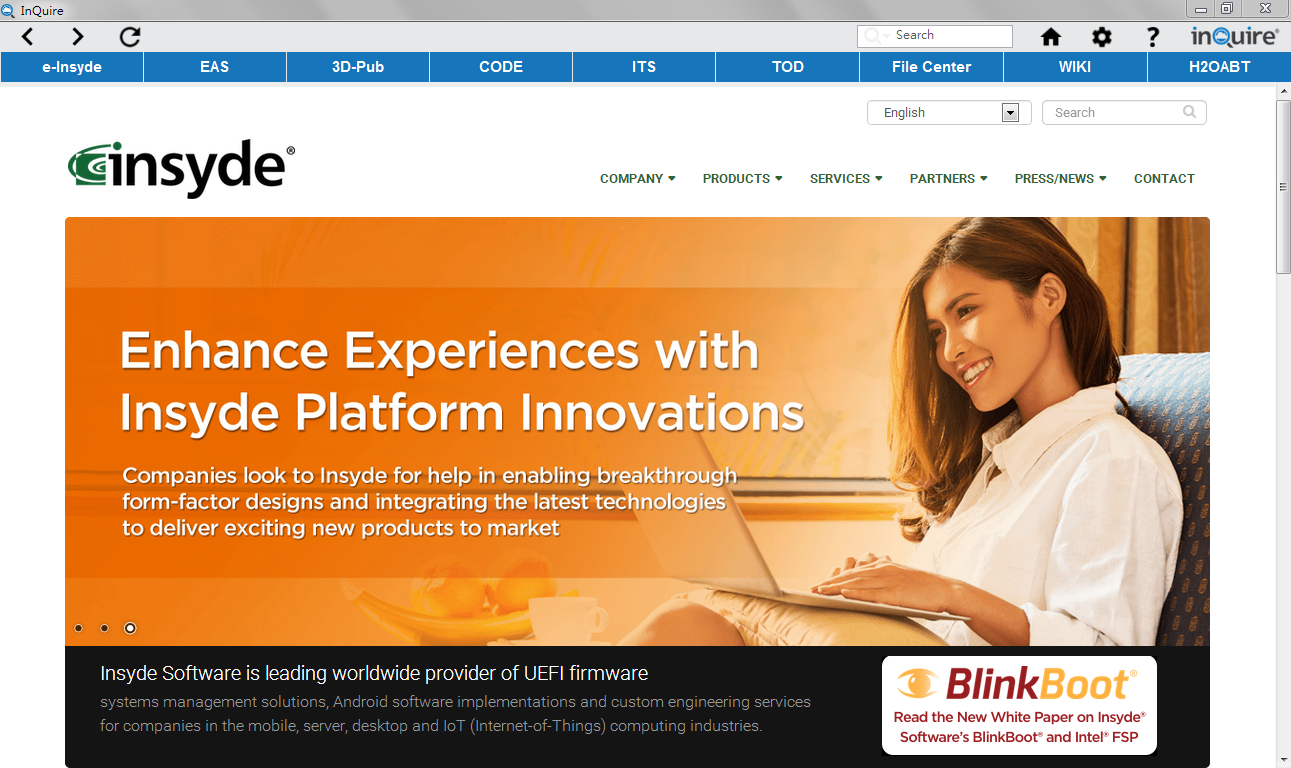 InQuire
Search
?
inQuire®
e-Insyde
EAS
3D-Pub
CODE
ITS
TOD
File Center
WIKI
H2OABT
English
Search
insyde®
COMPANY
PRODUCTS
SERVICES
PARTNERS
PRESS/NEWS
CONTACT
Enhance Experiences with
Insyde Platform Innovations
Companies look to Insyde for help in enabling breakthrough
form-factor designs and integrating the latest technologies
to deliver exciting new products to market
Insyde Software is leading worldwide provider of UEFI firmware
systems management solutions, Android software implementations and custom engineering services
for companies in the mobile, server, desktop and IoT (Internet-of-Things) computing industries.
BlinkBoot®
Read the New White Paper on Insyde®
Software's BlinkBoot® and Intel® FSP